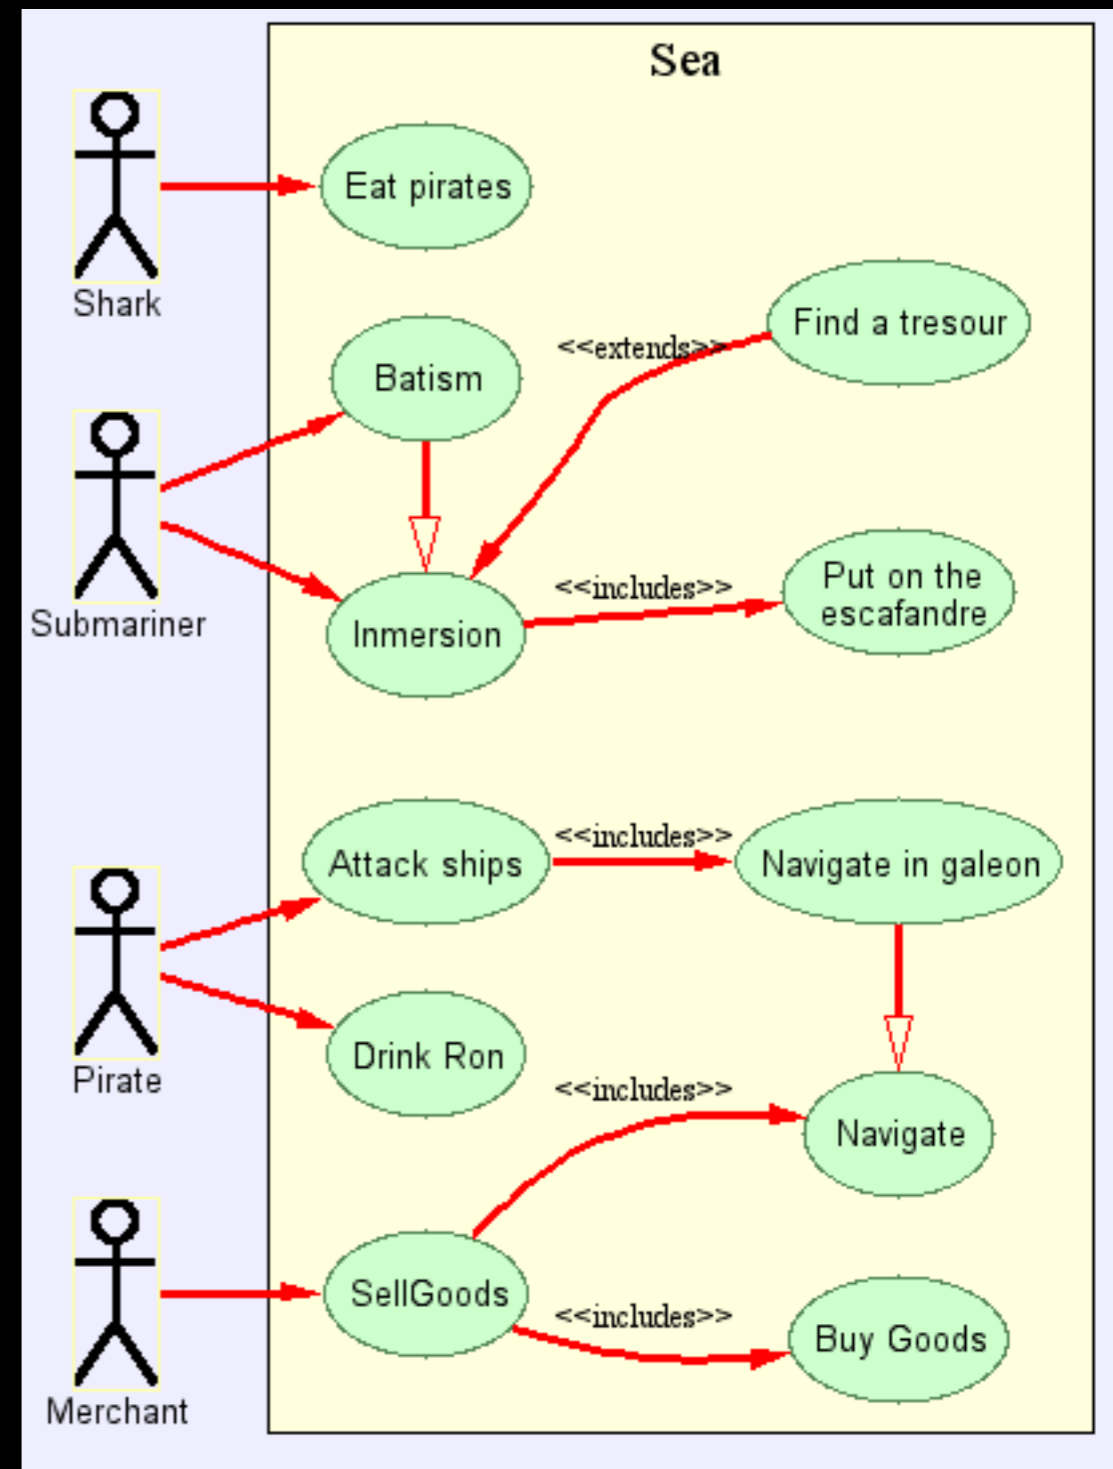 Sea
Eat pirates
Shark
Find a tresour
<<extends>>
Batism
Submariner
Inmersion
<<includes>>
Put on the
escafandre
Attack ships
<<includes>>
Navigate in galeon
Pirate
Drink Ron
<<includes>>
Navigate
Merchant
SellGoods
<<includes>>
Buy Goods